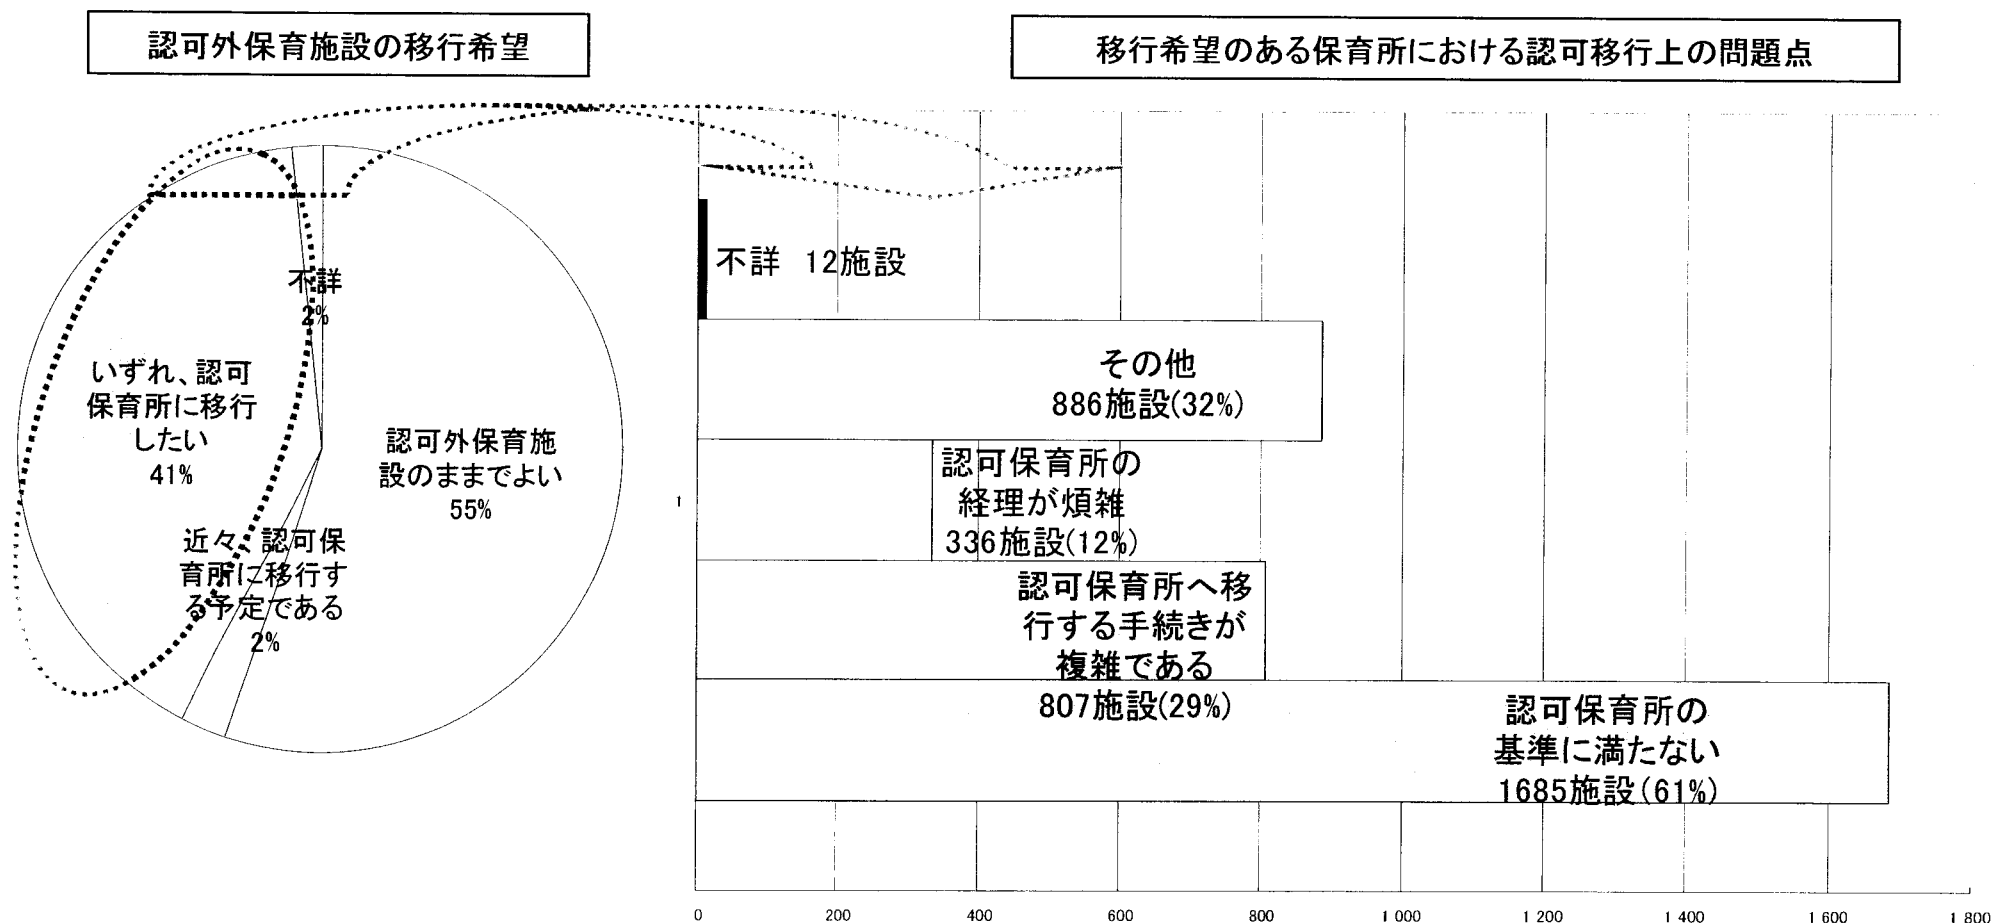 認可外保育施設の移行希望
移行希望のある保育所における認可移行上の問題点
不詳
2%
いずれ、認可
保育所に移行
したい
41%
認可外保育施
設のままでよい
55%
近々、認可保
育所に移行す
る予定である
2%
不詳 12施設
その他
886施設(32%)
認可保育所の
経理が煩雑
336施設(12%)
認可保育所へ移
行する手続きが
複雑である
807施設(29%)
認可保育所の
基準に満たない
1685施設(61%)
1
0 200 400 600 800 1 000 1 200 1 400 1 600 1 800